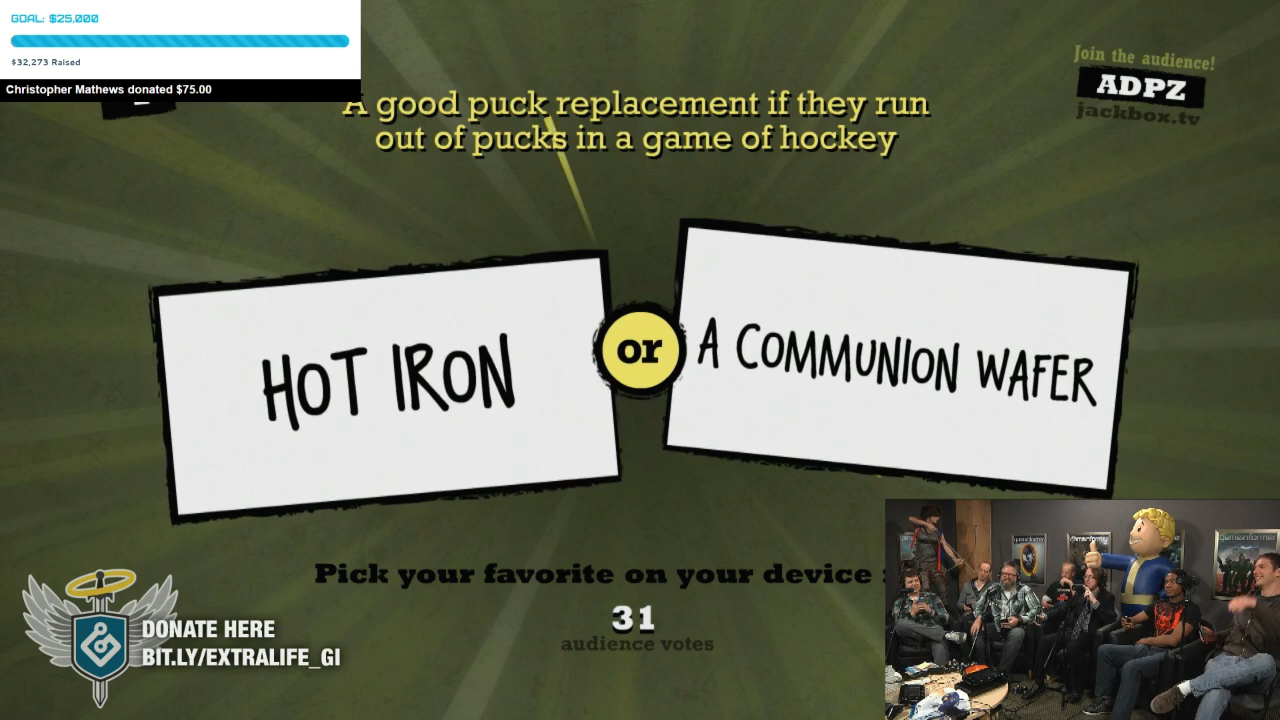 GOAL: $25,000
$32,273 Raised
Christopher Mathews donated $75.00
Join the audience!
ADPZ
jackbox.tv
A good puck replacement if they run
out of pucks in a game of hockey
HOT IRON
or
A COMMUNION WAFER
Pick your favorite on your device
31
audience votes
DONATE HERE
BIT.LY/EXTRALIFE_GI
gameinformer